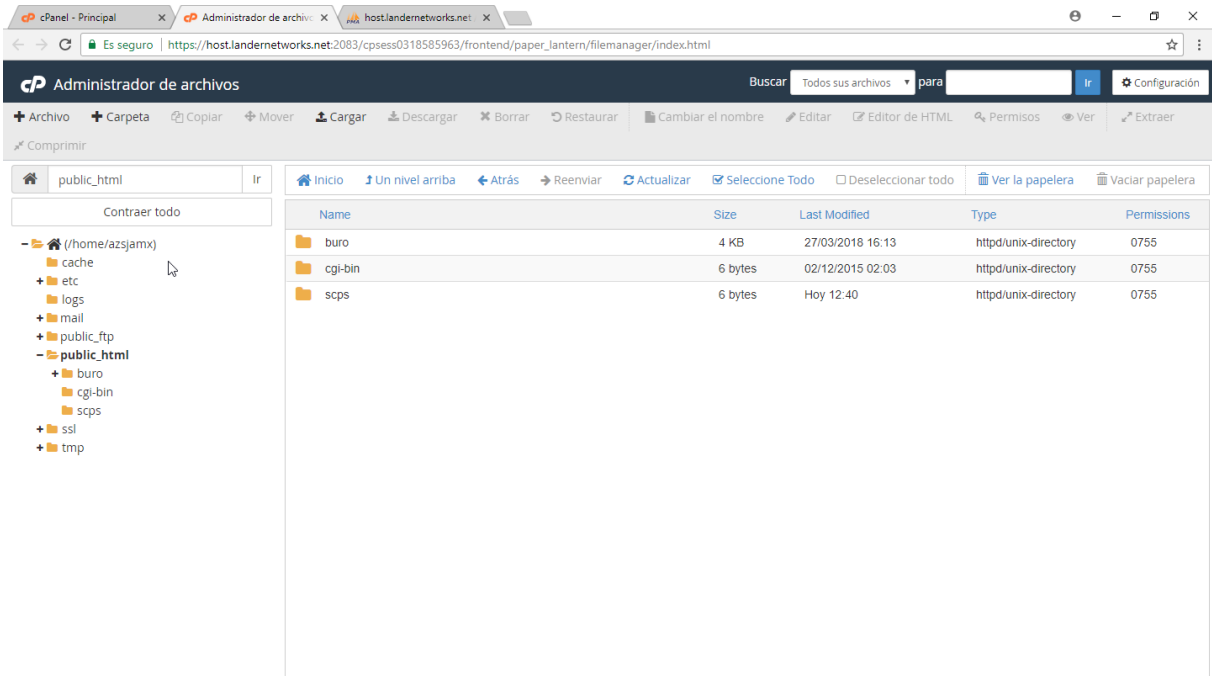 cPanel - Principal
Administrador de archivo
host.landernetworks.net
Es seguro https://host.landernetworks.net:2083/cpsess0318585963/frontend/paper_lantern/filemanager/index.html
cP Administrador de archivos
Buscar Todos sus archivos para Ir Configuración
Archivo Carpeta Copiar Mover Cargar Descargar Borrar Restaurar Cambiar el nombre Editar Editor de HTML Permisos Ver Extraer
Comprimir
public_html Ir
Inicio Un nivel arriba Atrás Reenviar Actualizar Seleccione Todo Deseleccionar todo Ver la papelera Vaciar papelera
Contraer todo
(/home/azsjamx)
cache
etc
logs
mail
public_ftp
public_html
buro
cgi-bin
scps
ssl
tmp
Name Size Last Modified Type Permissions
buro 4 KB 27/03/2018 16:13 httpd/unix-directory 0755
cgi-bin 6 bytes 02/12/2015 02:03 httpd/unix-directory 0755
scps 6 bytes Hoy 12:40 httpd/unix-directory 0755